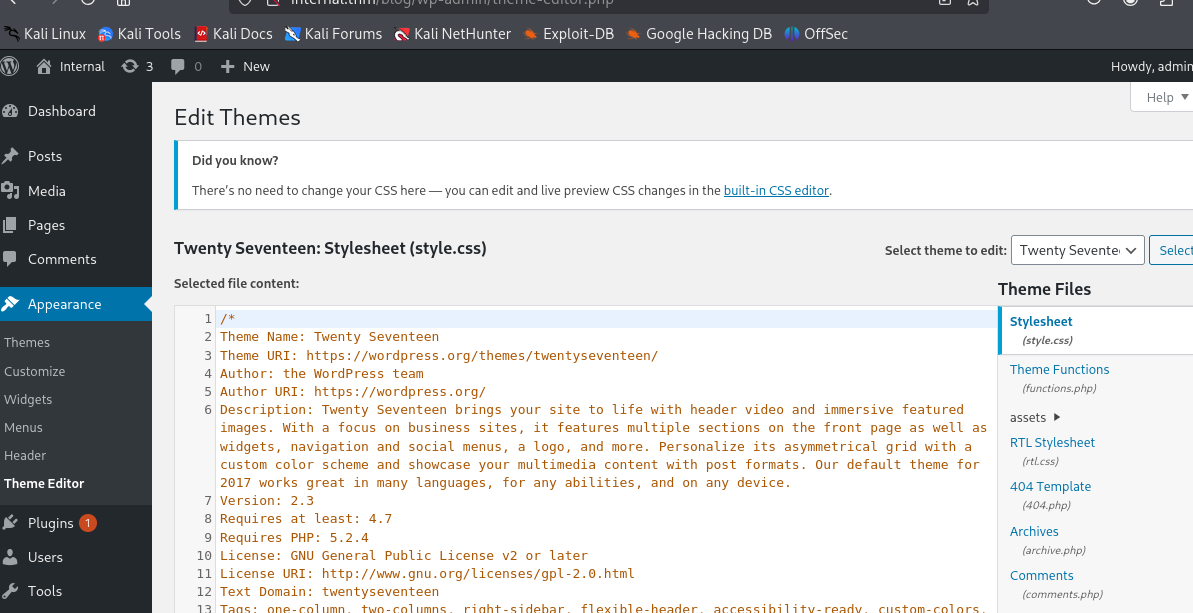 internal.thm/blog/wp-admin/theme-editor.php
Kali Linux Kali Tools Kali Docs Kali Forums Kali NetHunter Exploit-DB Google Hacking DB OffSec
Internal 3 0 New Howdy, admin
Help
Dashboard
Posts
Media
Pages
Comments
Appearance
Themes
Customize
Widgets
Menus
Header
Theme Editor
Plugins 1
Users
Tools
Edit Themes
Did you know?
There's no need to change your CSS here — you can edit and live preview CSS changes in the built-in CSS editor.
Twenty Seventeen: Stylesheet (style.css)
Select theme to edit: Twenty Sevente Select
Selected file content:
1 /*
2 Theme Name: Twenty Seventeen
3 Theme URI: https://wordpress.org/themes/twentyseventeen/
4 Author: the WordPress team
5 Author URI: https://wordpress.org/
6 Description: Twenty Seventeen brings your site to life with header video and immersive featured
images. With a focus on business sites, it features multiple sections on the front page as well as
widgets, navigation and social menus, a logo, and more. Personalize its asymmetrical grid with a
custom color scheme and showcase your multimedia content with post formats. Our default theme for
2017 works great in many languages, for any abilities, and on any device.
7 Version: 2.3
8 Requires at least: 4.7
9 Requires PHP: 5.2.4
10 License: GNU General Public License v2 or later
11 License URI: http://www.gnu.org/licenses/gpl-2.0.html
12 Text Domain: twentyseventeen
13 Tags: one-column, two-columns, right-sidebar, flexible-header, accessibility-ready, custom-colors,
Theme Files
Stylesheet
(style.css)
Theme Functions
(functions.php)
assets
RTL Stylesheet
(rtl.css)
404 Template
(404.php)
Archives
(archive.php)
Comments
(comments.php)